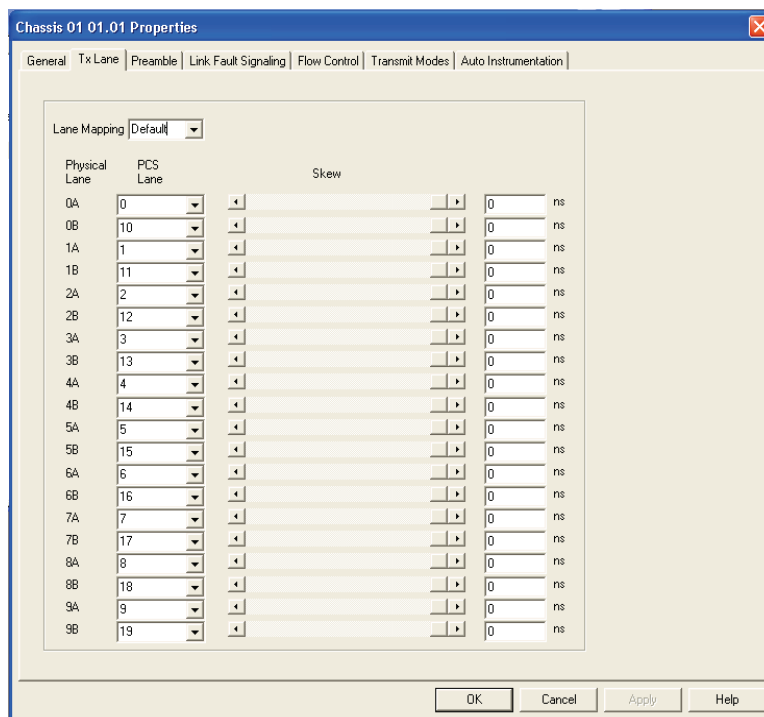 Chassis 01 01.01 Properties
General Tx Lane Preamble Link Fault Signaling Flow Control Transmit Modes Auto Instrumentation
Lane Mapping Default
Physical Lane PCS Lane Skew
0A 0 0 ns
0B 10 0 ns
1A 1 0 ns
1B 11 0 ns
2A 2 0 ns
2B 12 0 ns
3A 3 0 ns
3B 13 0 ns
4A 4 0 ns
4B 14 0 ns
5A 5 0 ns
5B 15 0 ns
6A 6 0 ns
6B 16 0 ns
7A 7 0 ns
7B 17 0 ns
8A 8 0 ns
8B 18 0 ns
9A 9 0 ns
9B 19 0 ns
OK Cancel Apply Help